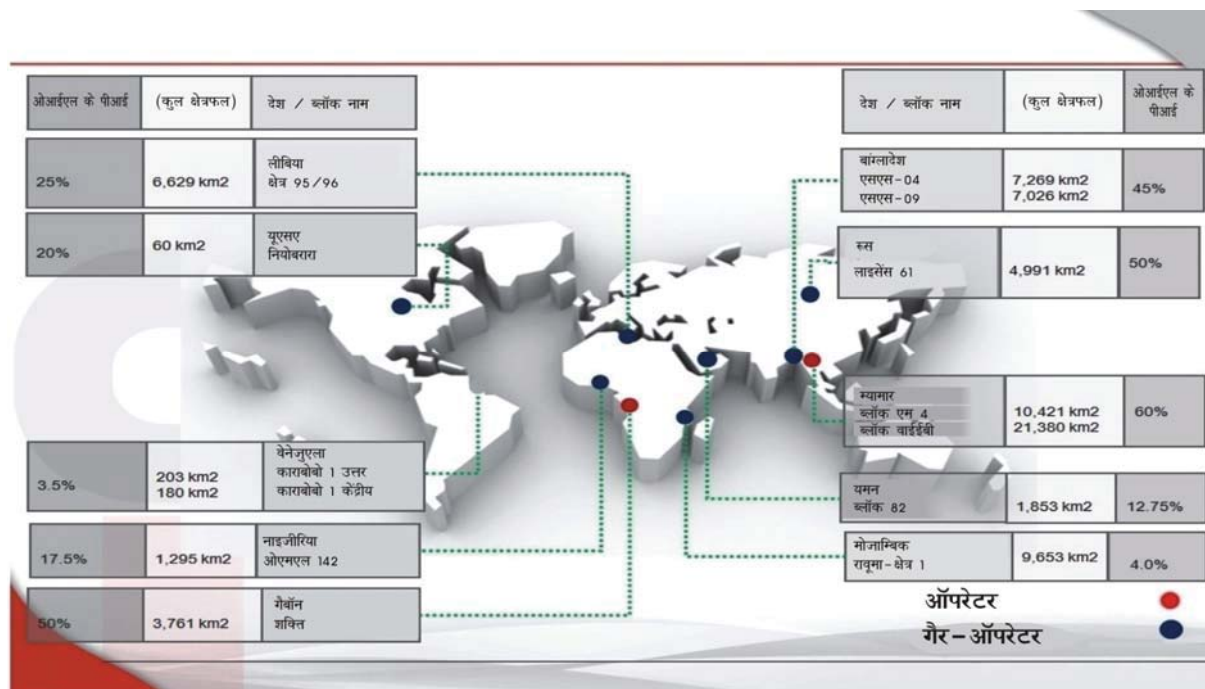 ओआईएल के पीआई (कुल क्षेत्रफल) देश / ब्लॉक नाम
25% 6,629 km2 लीबिया
क्षेत्र 95/96
20% 60 km2 यूएसए
नियोबरारा
3.5% 203 km2 वेनेजुएला
180 km2 काराबोबो 1 उत्तर
काराबोबो 1 केंद्रीय
17.5% 1,295 km2 नाइजीरिया
ओएमएल 142
50% 3,761 km2 गैबॉन
शक्ति
देश / ब्लॉक नाम (कुल क्षेत्रफल) ओआईएल के
पीआई
बांग्लादेश
एसएस-04 7,269 km2 45%
एसएस-09 7,026 km2
रूस
लाइसेंस 61 4,991 km2 50%
म्यामार
ब्लॉक एम 4 10,421 km2 60%
ब्लॉक वाईईबी 21,380 km2
यमन
ब्लॉक 82 1,853 km2 12.75%
मोजाम्बिक 9,653 km2
रावूमा-क्षेत्र 1 4.0%
ऑपरेटर
गैर-ऑपरेटर